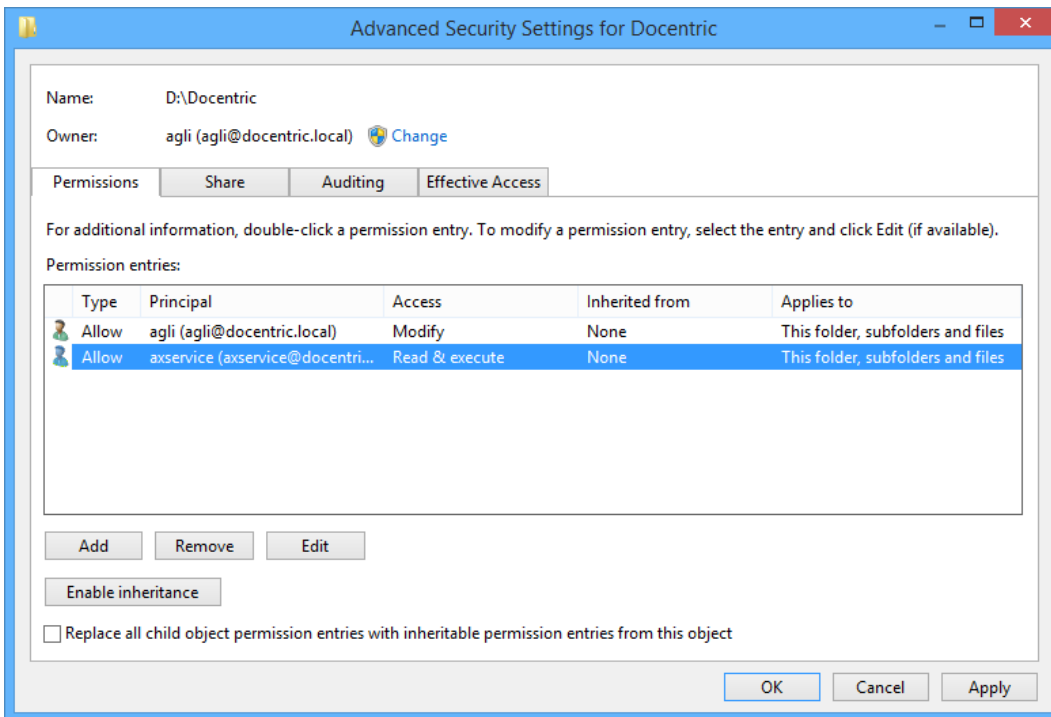 Advanced Security Settings for Docentric
Name: D:\Docentric
Owner: agli (agli@docentric.local) Change
Permissions Share Auditing Effective Access
For additional information, double-click a permission entry. To modify a permission entry, select the entry and click Edit (if available).
Permission entries:
Type Principal Access Inherited from Applies to
Allow agli (agli@docentric.local) Modify None This folder, subfolders and files
Allow axservice (axservice@docentri... Read & execute None This folder, subfolders and files
Add Remove Edit
Enable inheritance
Replace all child object permission entries with inheritable permission entries from this object
OK Cancel Apply